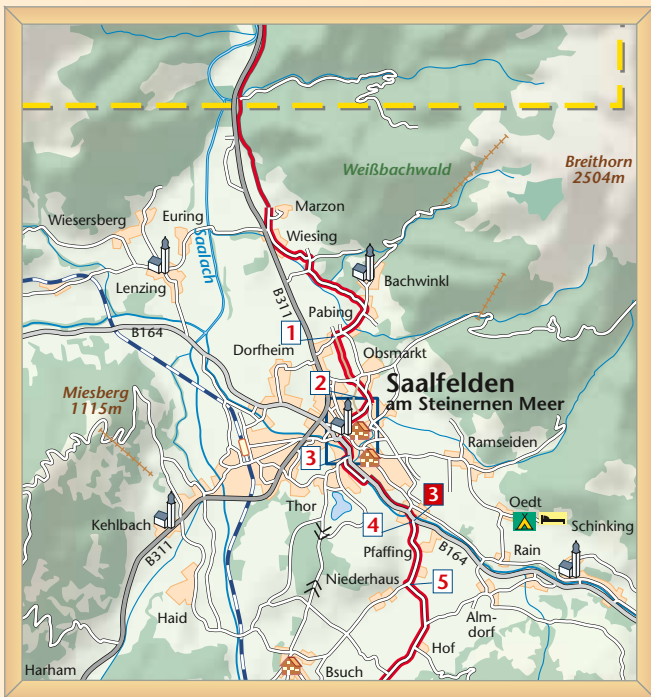 Weißbachwald
Breithorn
2504m
Marzon
Wiesersberg
Euring
Wiesing
Saalach
Lenzing
Bachwinkl
B311
Pabing
B164
1
Dorfheim
Obsmarkt
2
Saalfelden
am Steinernen Meer
Miesberg
1115m
Ramseiden
3
3
Oedt
Thor
4
Schinking
Kehlbach
Pfaffing
B164
Rain
B311
Niederhaus
5
Haid
Alm-
dorf
Hof
Harham
Bsuch